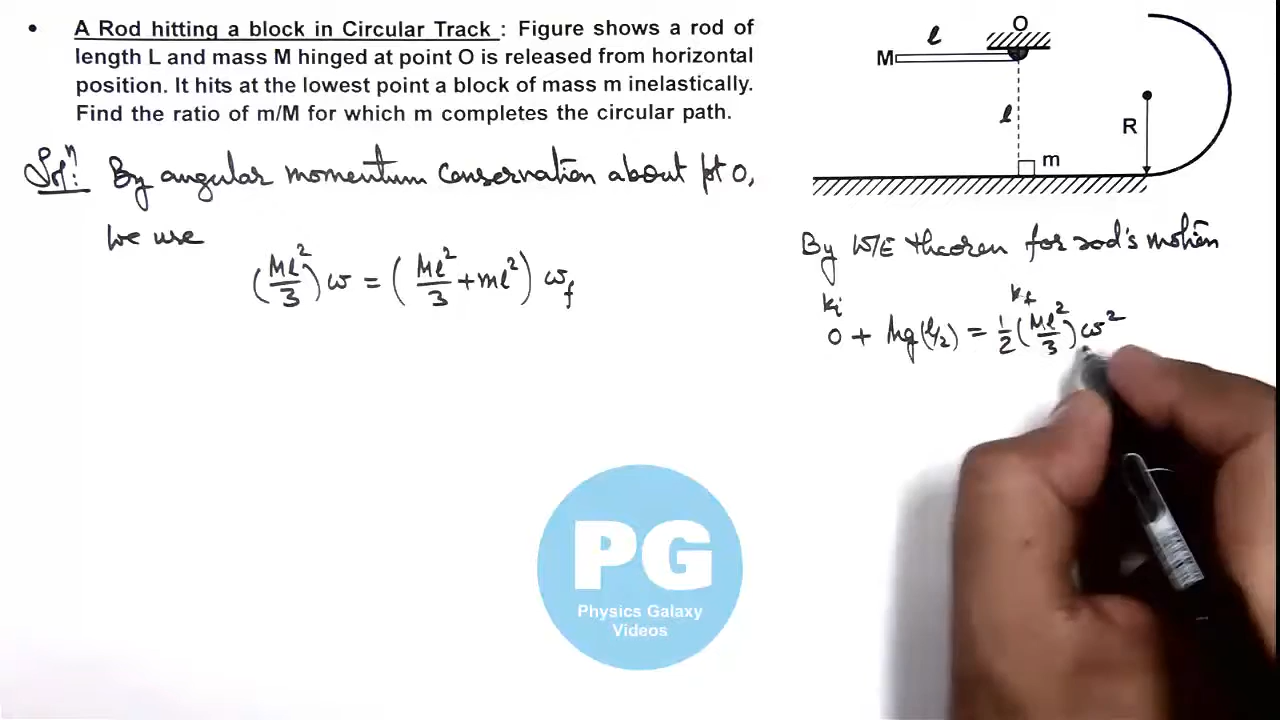 • A Rod hitting a block in Circular Track : Figure shows a rod of
length L and mass M hinged at point O is released from horizontal
position. It hits at the lowest point a block of mass m inelastically.
Find the ratio of m/M for which m completes the circular path.
Solⁿ: By angular momentum conservation about pt O,
we use
(Ml²/3) ω = (Ml²/3 + ml²) ω_f
O
l
M
l
m
R
By W/E theorem for rod's motion
k_i k_f
0 + Mg(l/2) = 1/2 (Ml²/3) ω²
PG
Physics Galaxy
Videos